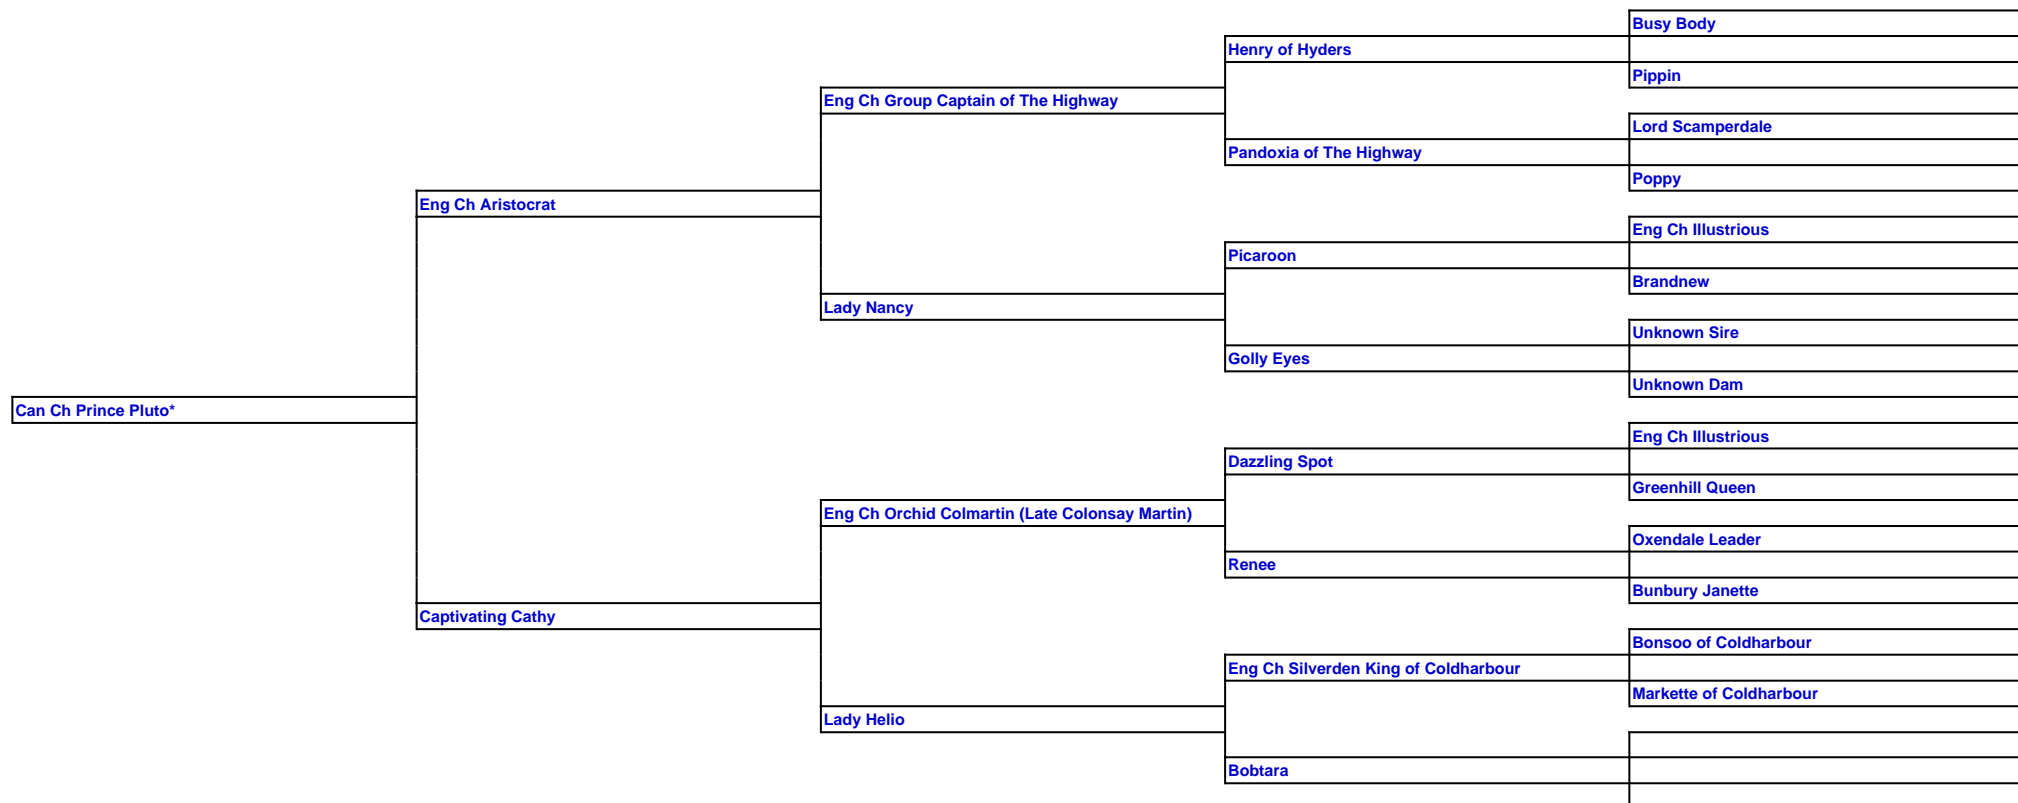 Busy Body
Henry of Hyders
Pippin
Eng Ch Group Captain of The Highway
Lord Scamperdale
Pandoxia of The Highway
Poppy
Eng Ch Aristocrat
Eng Ch Illustrious
Picaroon
Brandnew
Lady Nancy
Unknown Sire
Golly Eyes
Unknown Dam
Can Ch Prince Pluto*
Eng Ch Illustrious
Dazzling Spot
Greenhill Queen
Eng Ch Orchid Colmartin (Late Colonsay Martin)
Oxendale Leader
Renee
Bunbury Janette
Captivating Cathy
Bonsoo of Coldharbour
Eng Ch Silverden King of Coldharbour
Markette of Coldharbour
Lady Helio
Bobtara